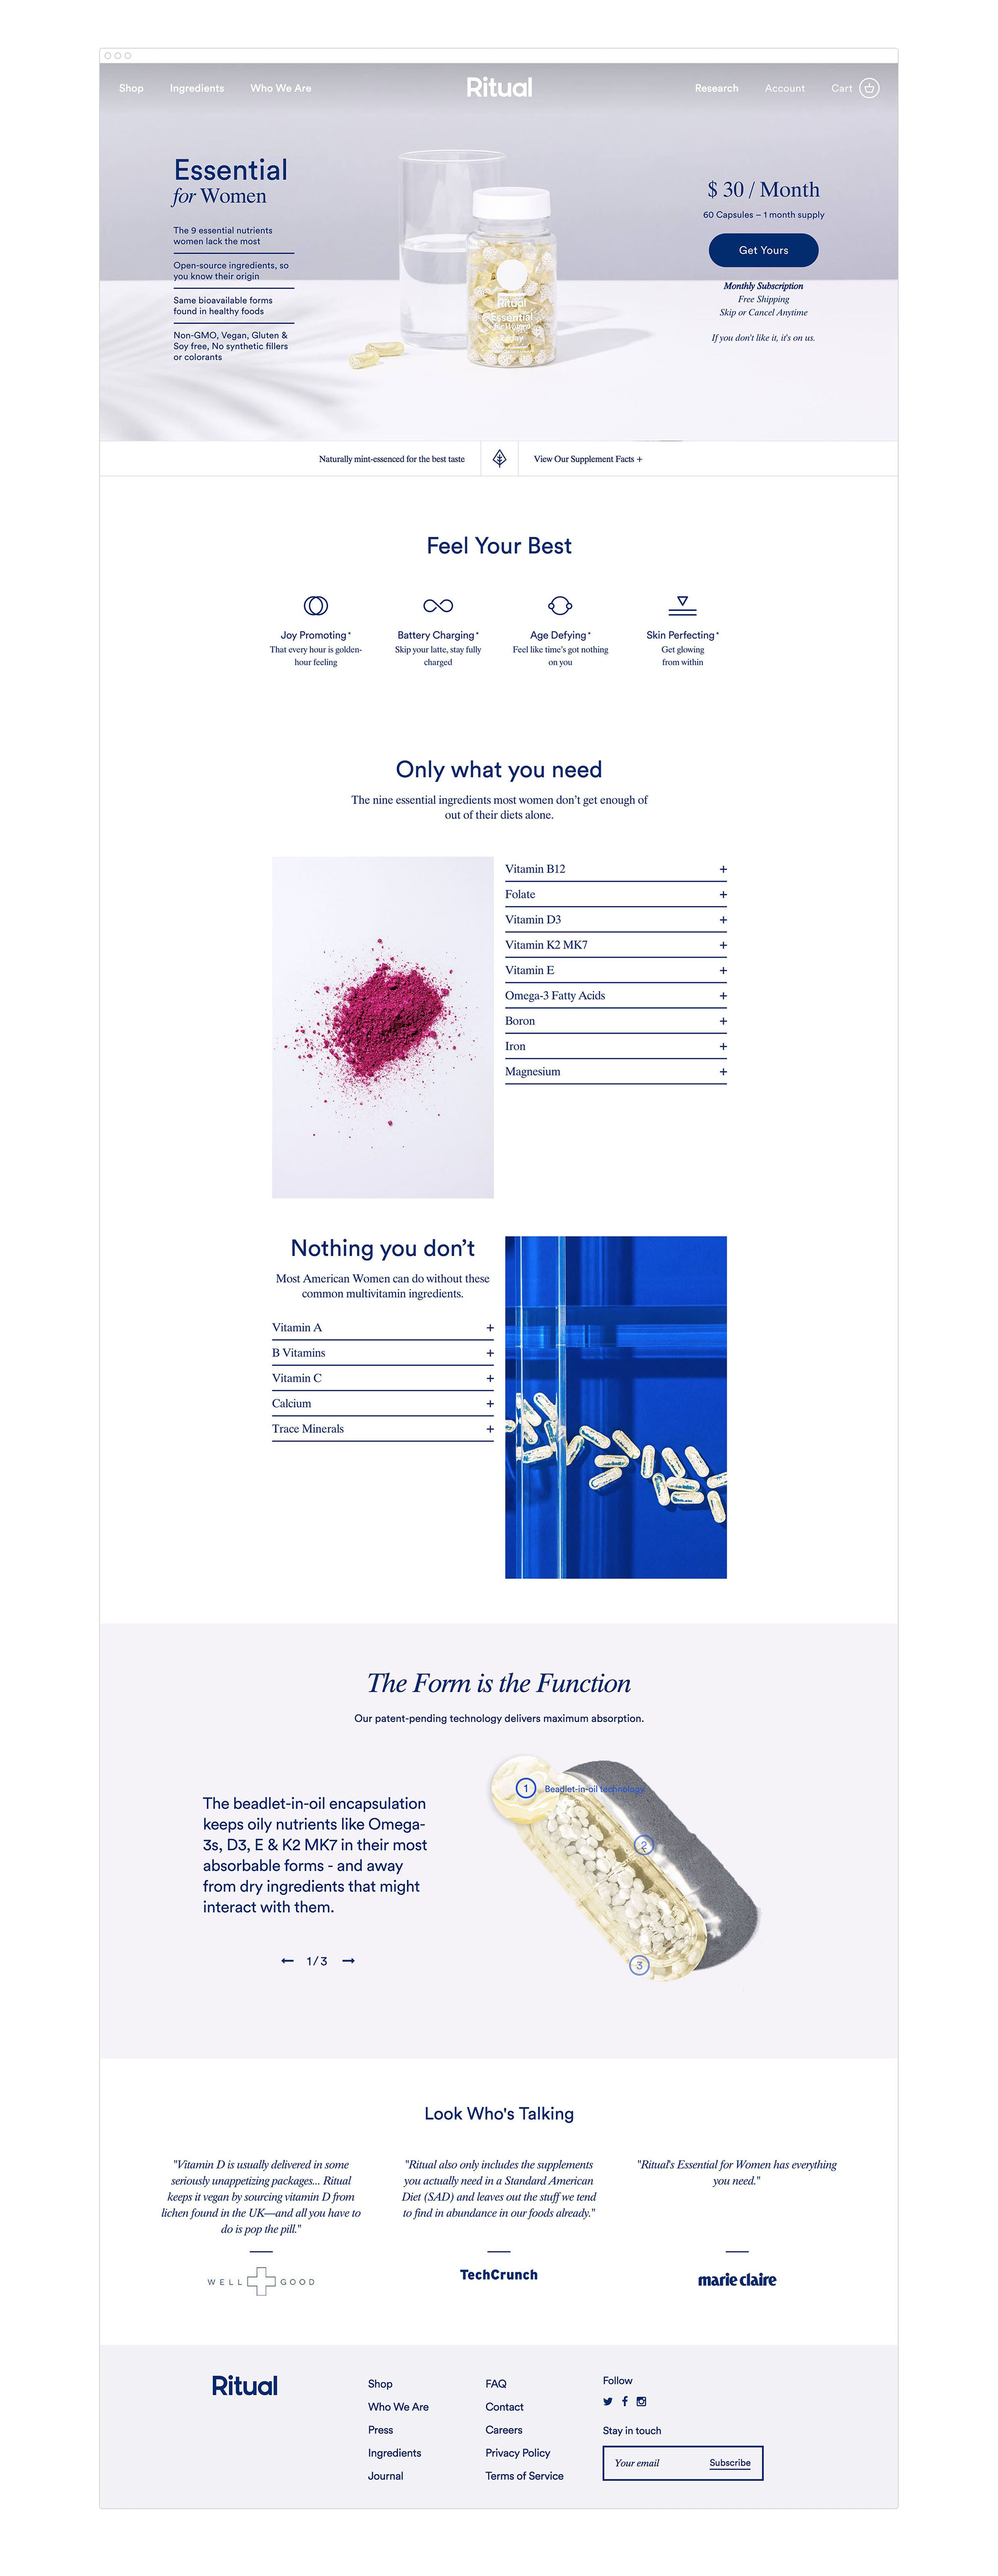 Shop Ingredients Who We Are Ritual Research Account Cart
Essential
for Women
The 9 essential nutrients
women lack the most
Open-source ingredients, so
you know their origin
Same bioavailable forms
found in healthy foods
Non-GMO, Vegan, Gluten &
Soy free, No synthetic fillers
or colorants
Ritual
Essential
for Women
$ 30 / Month
60 Capsules – 1 month supply
Get Yours
Monthly Subscription
Free Shipping
Skip or Cancel Anytime
If you don't like it, it's on us.
Naturally mint-essenced for the best taste
View Our Supplement Facts +
Feel Your Best
Joy Promoting*
That every hour is golden-
hour feeling
Battery Charging*
Skip your latte, stay fully
charged
Age Defying*
Feel like time's got nothing
on you
Skin Perfecting*
Get glowing
from within
Only what you need
The nine essential ingredients most women don't get enough of
out of their diets alone.
Vitamin B12 +
Folate +
Vitamin D3 +
Vitamin K2 MK7 +
Vitamin E +
Omega-3 Fatty Acids +
Boron +
Iron +
Magnesium +
Nothing you don't
Most American Women can do without these
common multivitamin ingredients.
Vitamin A +
B Vitamins +
Vitamin C +
Calcium +
Trace Minerals +
The Form is the Function
Our patent-pending technology delivers maximum absorption.
The beadlet-in-oil encapsulation
keeps oily nutrients like Omega-
3s, D3, E & K2 MK7 in their most
absorbable forms - and away
from dry ingredients that might
interact with them.
← 1/3 →
1 Beadlet-in-oil technology
2
3
Look Who's Talking
"Vitamin D is usually delivered in some
seriously unappetizing packages... Ritual
keeps it vegan by sourcing vitamin D from
lichen found in the UK—and all you have to
do is pop the pill."
WELL GOOD
"Ritual also only includes the supplements
you actually need in a Standard American
Diet (SAD) and leaves out the stuff we tend
to find in abundance in our foods already."
TechCrunch
"Ritual's Essential for Women has everything
you need."
marie claire
Ritual
Shop
Who We Are
Press
Ingredients
Journal
FAQ
Contact
Careers
Privacy Policy
Terms of Service
Follow
Stay in touch
Your email Subscribe